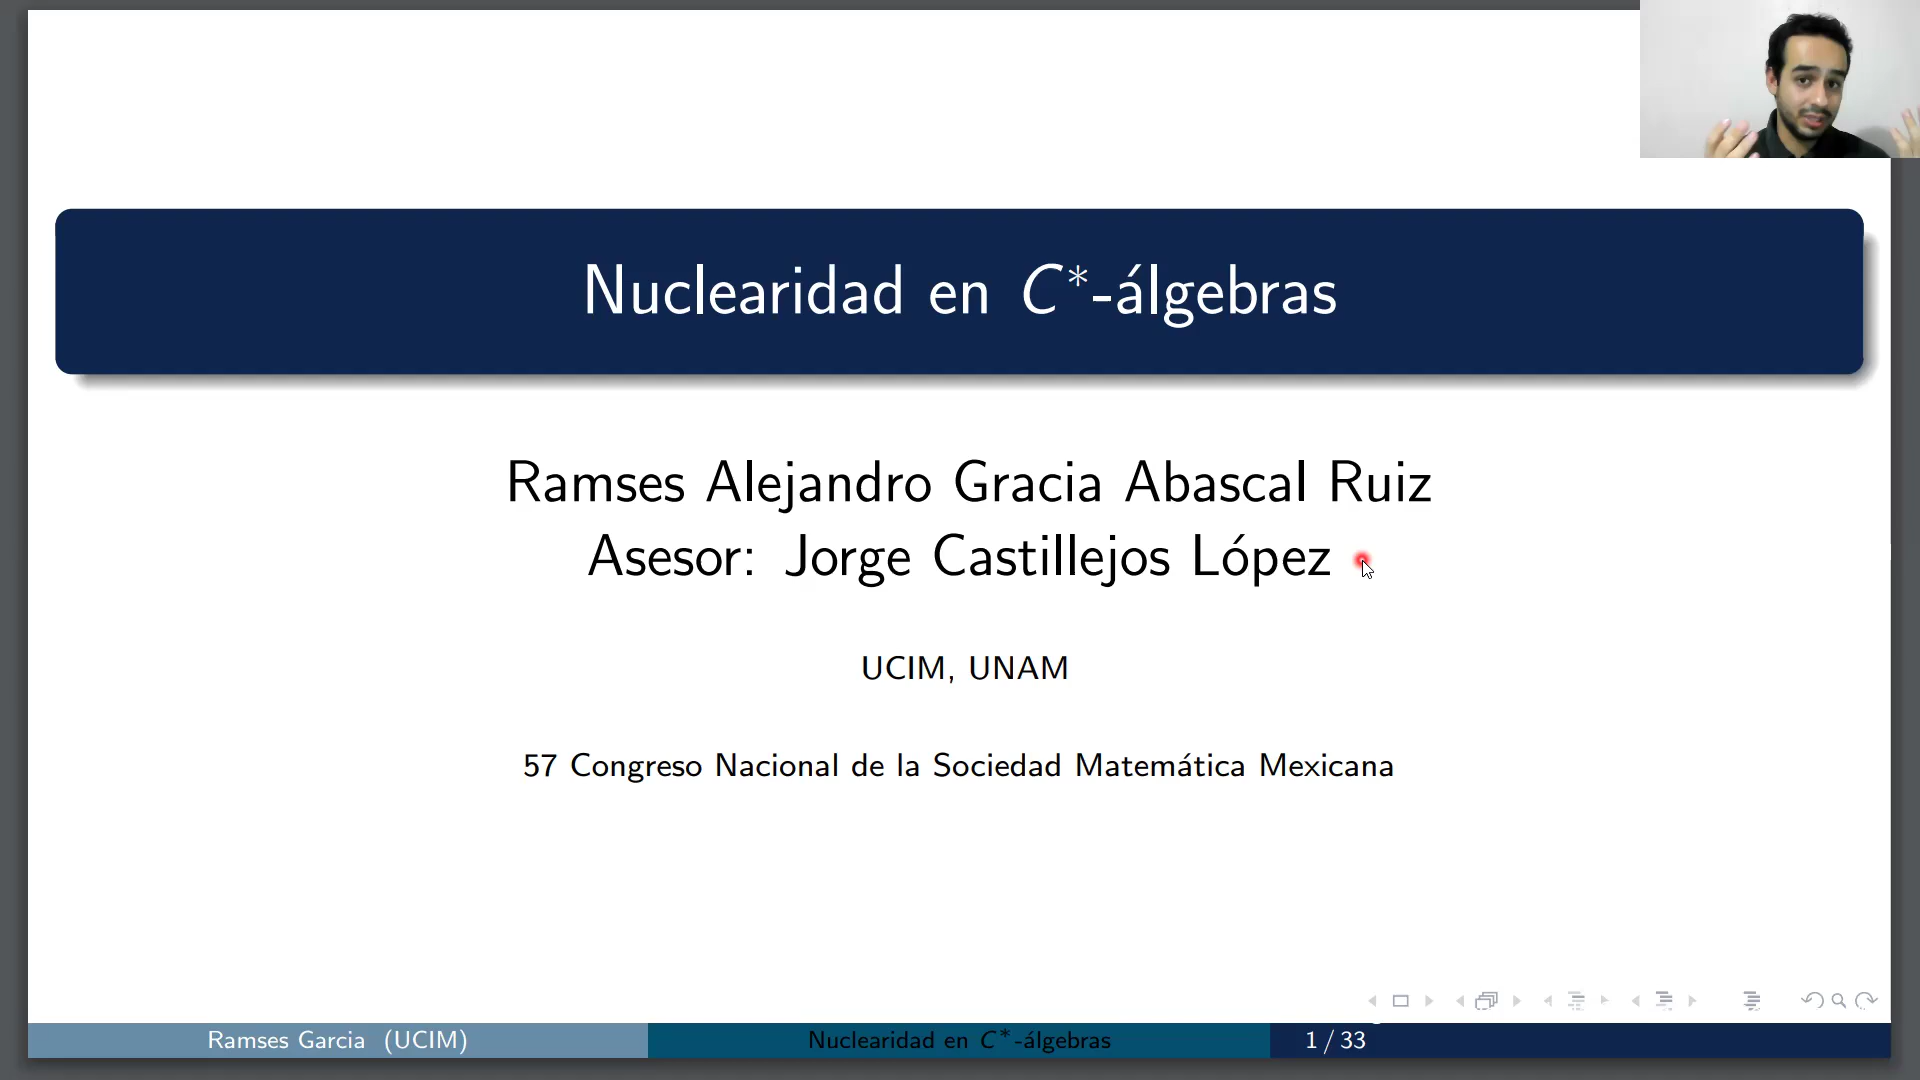 Nuclearidad en C*-álgebras
Ramses Alejandro Gracia Abascal Ruiz
Asesor: Jorge Castillejos López
UCIM, UNAM
57 Congreso Nacional de la Sociedad Matemática Mexicana
Ramses Garcia (UCIM)
Nuclearidad en C*-álgebras
1 / 33